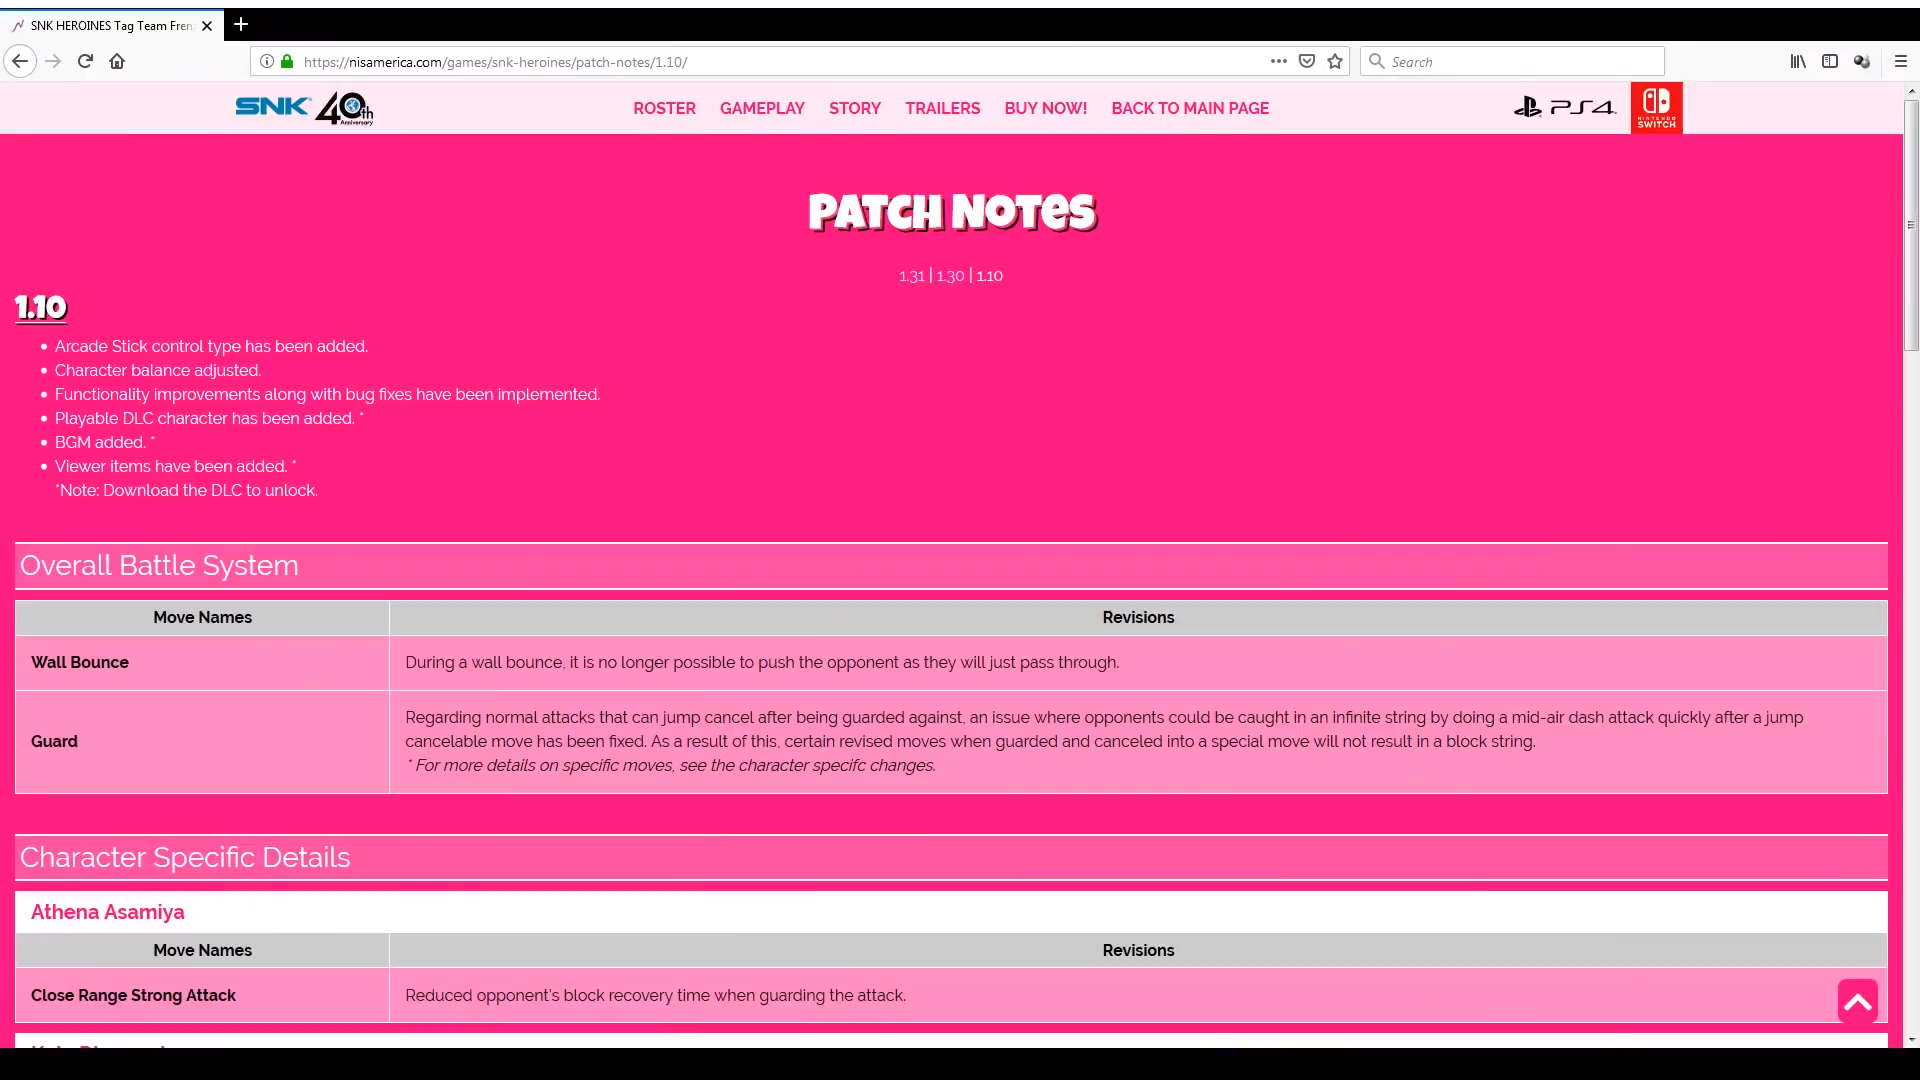 SNK HEROINES Tag Team Fren
https://nisamerica.com/games/snk-heroines/patch-notes/1.10/
Search
SNK 40th Anniversary
ROSTER GAMEPLAY STORY TRAILERS BUY NOW! BACK TO MAIN PAGE
PS4
NINTENDO SWITCH
PATCH NOTES
1.31 | 1.30 | 1.10
1.10
• Arcade Stick control type has been added.
• Character balance adjusted.
• Functionality improvements along with bug fixes have been implemented.
• Playable DLC character has been added. *
• BGM added. *
• Viewer items have been added. *
*Note: Download the DLC to unlock.
Overall Battle System
Move Names Revisions
Wall Bounce During a wall bounce, it is no longer possible to push the opponent as they will just pass through.
Regarding normal attacks that can jump cancel after being guarded against, an issue where opponents could be caught in an infinite string by doing a mid-air dash attack quickly after a jump
Guard cancelable move has been fixed. As a result of this, certain revised moves when guarded and canceled into a special move will not result in a block string.
* For more details on specific moves, see the character specifc changes.
Character Specific Details
Athena Asamiya
Move Names Revisions
Close Range Strong Attack Reduced opponent's block recovery time when guarding the attack.